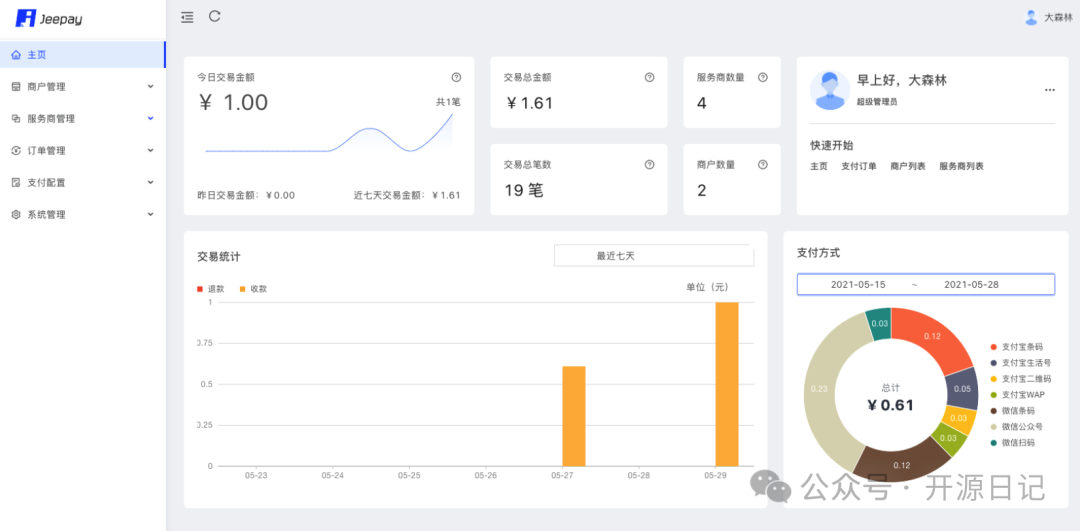 Jeepay
大森林
主页
商户管理
服务商管理
订单管理
支付配置
系统管理
今日交易金额
¥ 1.00
共1笔
昨日交易金额：¥0.00
近七天交易金额：¥1.61
交易总金额
¥1.61
服务商数量
4
交易总笔数
19 笔
商户数量
2
早上好，大森林
超级管理员
快速开始
主页 支付订单 商户列表 服务商列表
交易统计
最近七天
退款 收款
单位（元）
1
0.75
0.5
0.25
0
05-23 05-24 05-25 05-26 05-27 05-28 05-29
支付方式
2021-05-15 ~ 2021-05-28
0.03
0.12
0.05
0.03
0.03
0.12
0.23
总计
¥0.61
支付宝条码
支付宝生活号
支付宝二维码
支付宝WAP
微信条码
微信公众号
微信扫码
公众号 · 开源日记